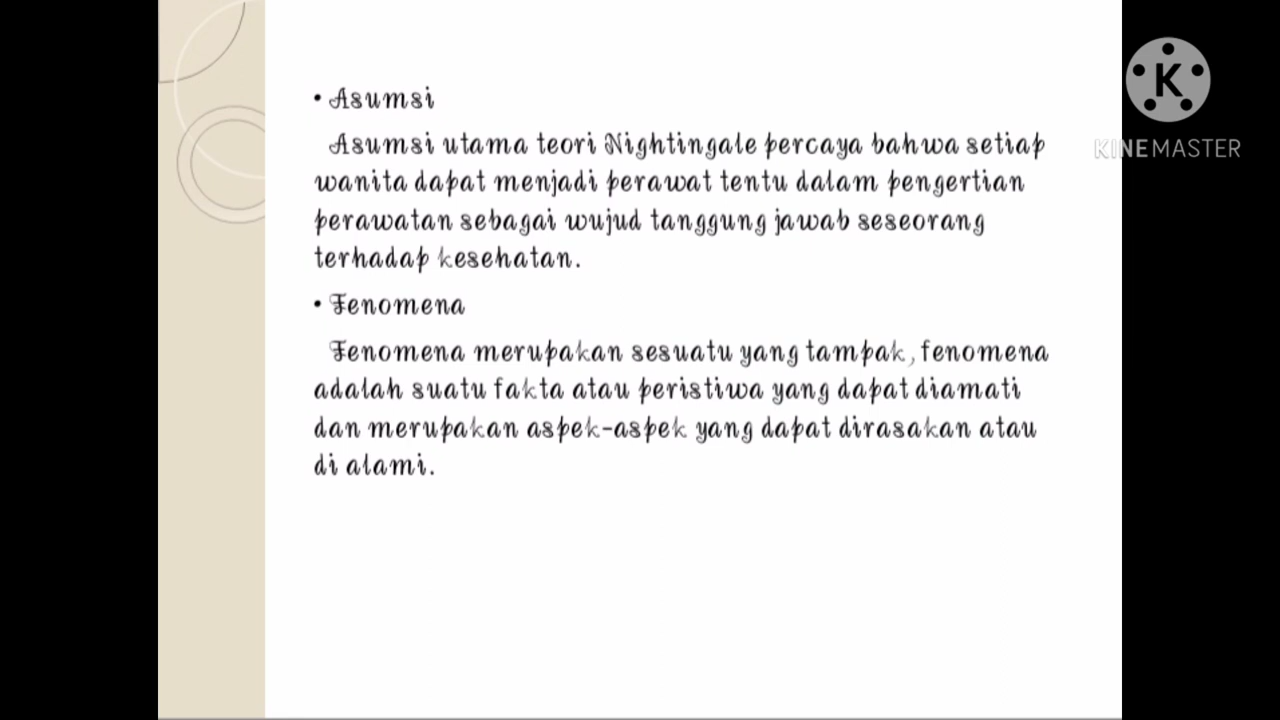 • Asumsi
Asumsi utama teori Nightingale percaya bahwa setiap
wanita dapat menjadi perawat tentu dalam pengertian
perawatan sebagai wujud tanggung jawab seseorang
terhadap kesehatan.
• Fenomena
Fenomena merupakan sesuatu yang tampak, fenomena
adalah suatu fakta atau peristiwa yang dapat diamati
dan merupakan aspek-aspek yang dapat dirasakan atau
di alami.
K
KINEMASTER